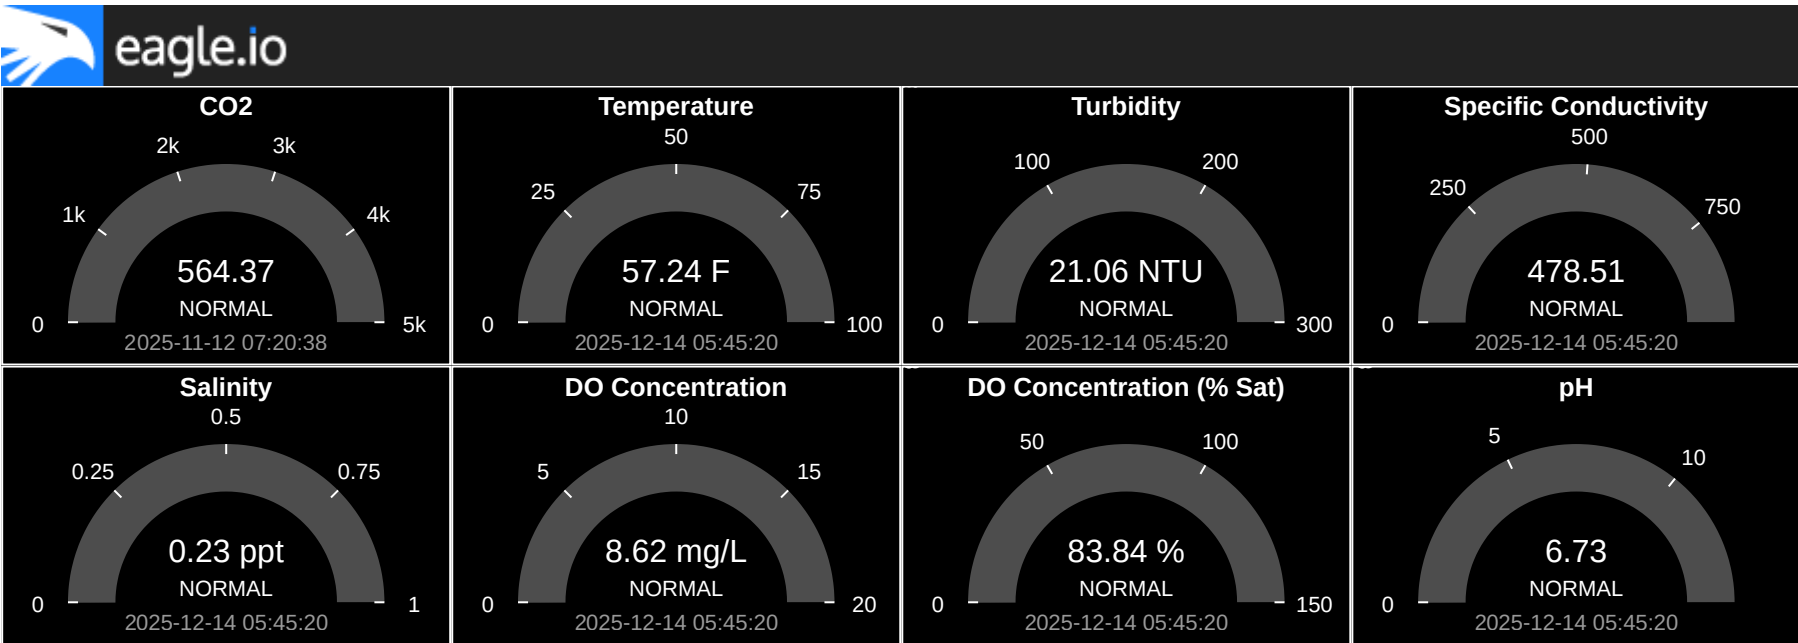 eagle.io
CO2
2k
3k
1k
4k
564.37
NORMAL
0
5k
2025-11-12 07:20:38
Temperature
50
25
75
57.24 F
NORMAL
0
100
2025-12-14 05:45:20
Turbidity
100
200
21.06 NTU
NORMAL
0
300
2025-12-14 05:45:20
Specific Conductivity
500
250
750
478.51
NORMAL
0
2025-12-14 05:45:20
Salinity
0.5
0.25
0.75
0.23 ppt
NORMAL
0
1
2025-12-14 05:45:20
DO Concentration
10
5
15
8.62 mg/L
NORMAL
0
20
2025-12-14 05:45:20
DO Concentration (% Sat)
50
100
83.84 %
NORMAL
0
150
2025-12-14 05:45:20
pH
5
10
6.73
NORMAL
0
2025-12-14 05:45:20